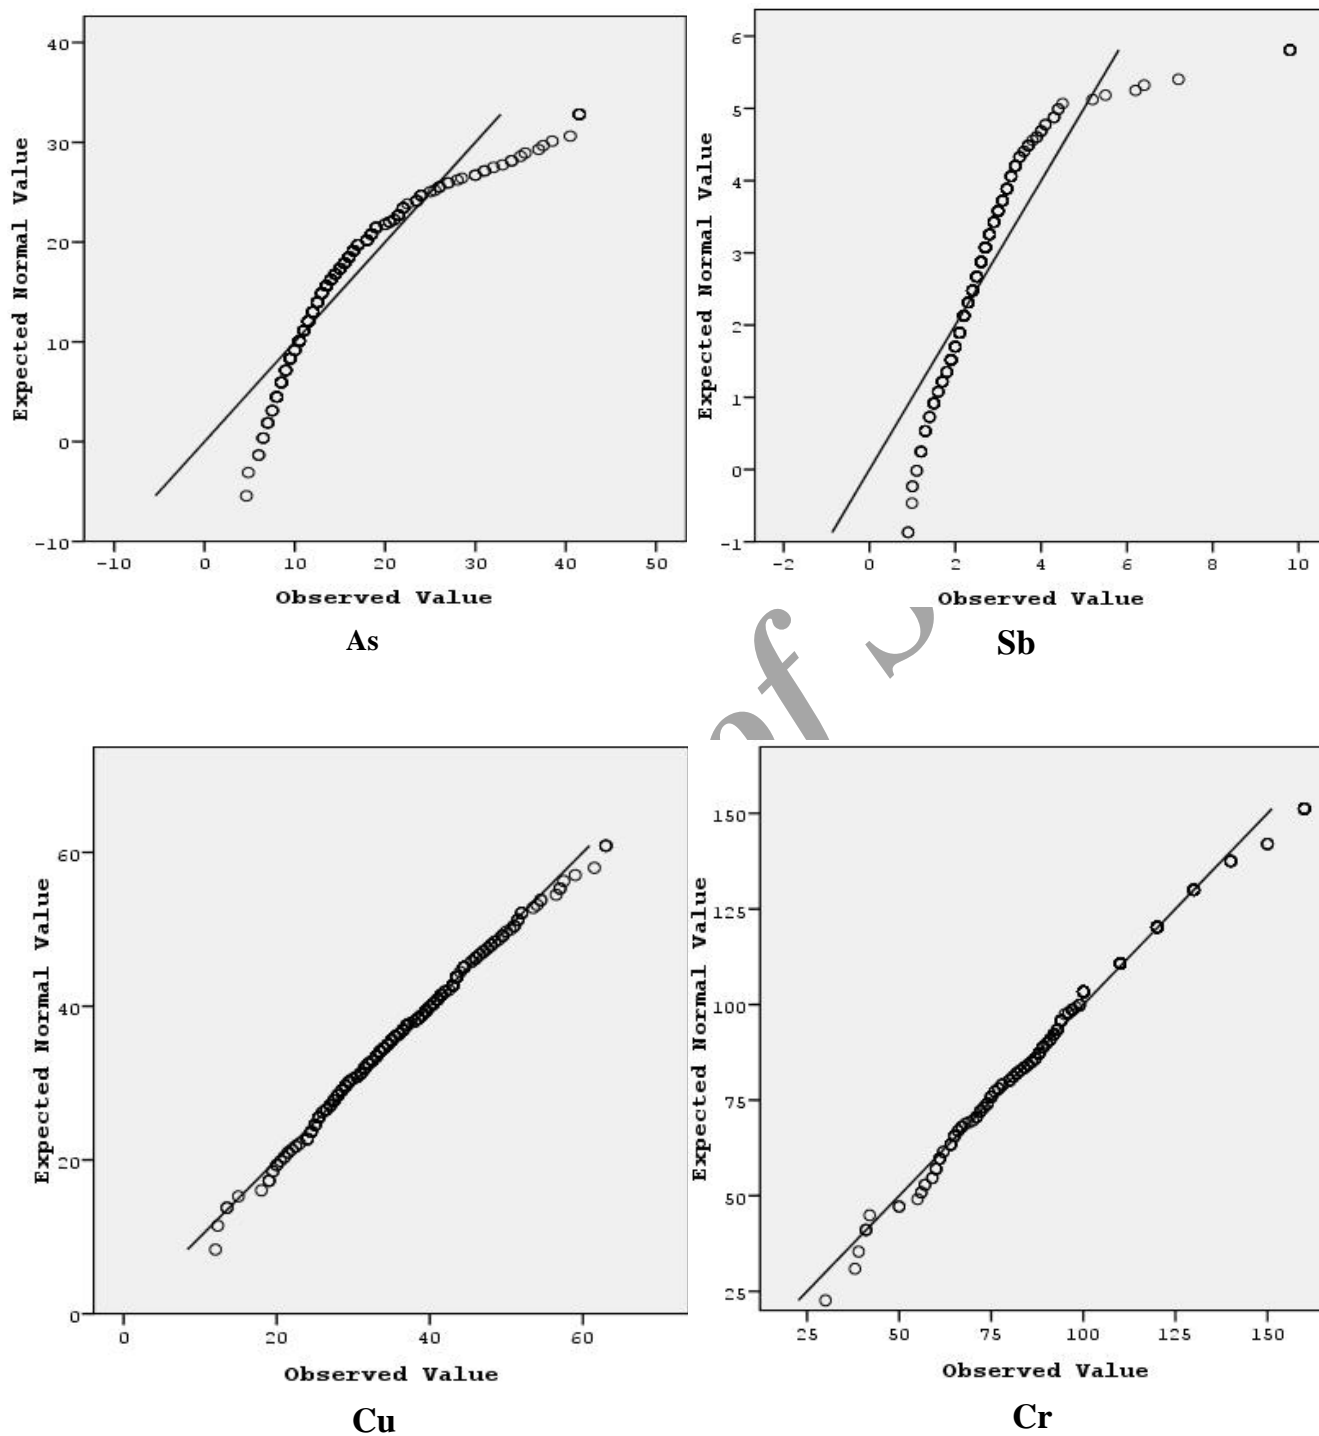 40
30
20
10
0
-10
-10 0 10 20 30 40 50
Expected Normal Value
Observed Value
As
6
5
4
3
2
1
0
-1
-2 0 2 4 6 8 10
Expected Normal Value
Observed Value
Sb
of
60
40
20
0
0 20 40 60
Expected Normal Value
Observed Value
Cu
150
125
100
75
50
25
25 50 75 100 125 150
Expected Normal Value
Observed Value
Cr